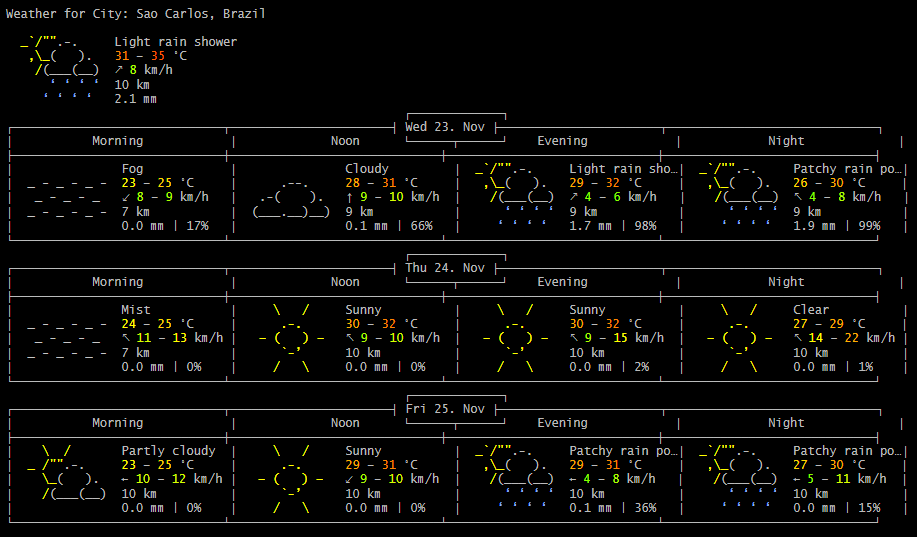 Weather for City: Sao Carlos, Brazil
Light rain shower
31 – 35 °C
↗ 8 km/h
10 km
2.1 mm
Wed 23. Nov
Morning Noon Evening Night
Fog Cloudy Light rain sho… Patchy rain po…
23 – 25 °C 28 – 31 °C 29 – 32 °C 26 – 30 °C
↙ 8 – 9 km/h ↑ 9 – 10 km/h ↗ 4 – 6 km/h ↖ 4 – 8 km/h
7 km 9 km 9 km 9 km
0.0 mm | 17% 0.1 mm | 66% 1.7 mm | 98% 1.9 mm | 99%
Thu 24. Nov
Morning Noon Evening Night
Mist Sunny Sunny Clear
24 – 25 °C 30 – 32 °C 30 – 32 °C 27 – 29 °C
↖ 11 – 13 km/h ↖ 9 – 10 km/h ↖ 9 – 15 km/h ↖ 14 – 22 km/h
7 km 10 km 10 km 10 km
0.0 mm | 0% 0.0 mm | 0% 0.0 mm | 2% 0.0 mm | 1%
Fri 25. Nov
Morning Noon Evening Night
Partly cloudy Sunny Patchy rain po… Patchy rain po…
23 – 25 °C 29 – 31 °C 29 – 31 °C 27 – 30 °C
← 10 – 12 km/h ↙ 9 – 10 km/h ← 4 – 8 km/h ← 5 – 11 km/h
10 km 10 km 10 km 10 km
0.0 mm | 0% 0.0 mm | 0% 0.1 mm | 36% 0.0 mm | 15%